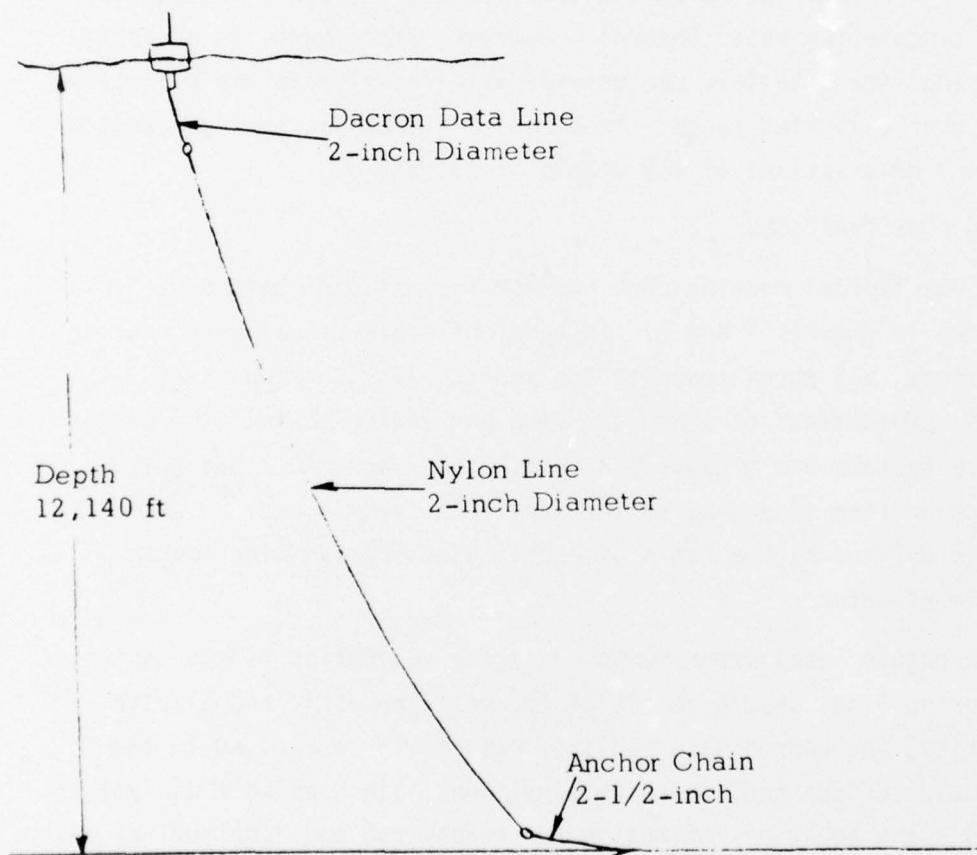 Dacron Data Line
2-inch Diameter
Depth
12,140 ft
Nylon Line
2-inch Diameter
Anchor Chain
2-1/2-inch